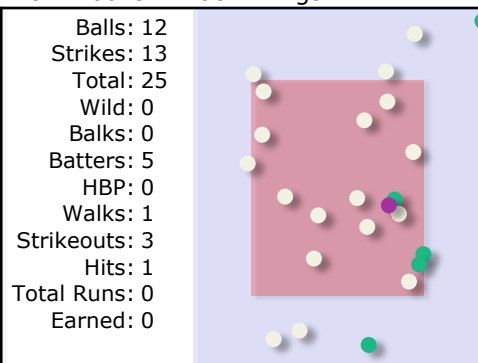 Balls: 12
Strikes: 13
Total: 25
Wild: 0
Balks: 0
Batters: 5
HBP: 0
Walks: 1
Strikeouts: 3
Hits: 1
Total Runs: 0
Earned: 0